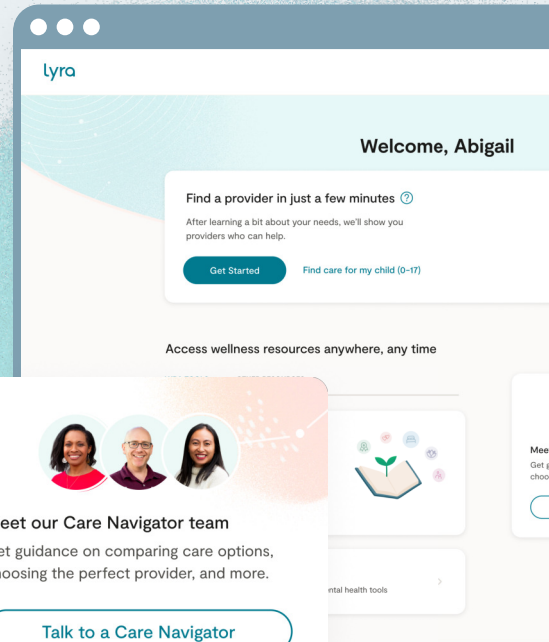 lyra
Welcome, Abigail
Find a provider in just a few minutes ?
After learning a bit about your needs, we'll show you
providers who can help.
Get Started
Find care for my child (0-17)
Access wellness resources anywhere, any time
Mee
Get g
choo
eet our Care Navigator team
et guidance on comparing care options,
hoosing the perfect provider, and more.
ental health tools
Talk to a Care Navigator